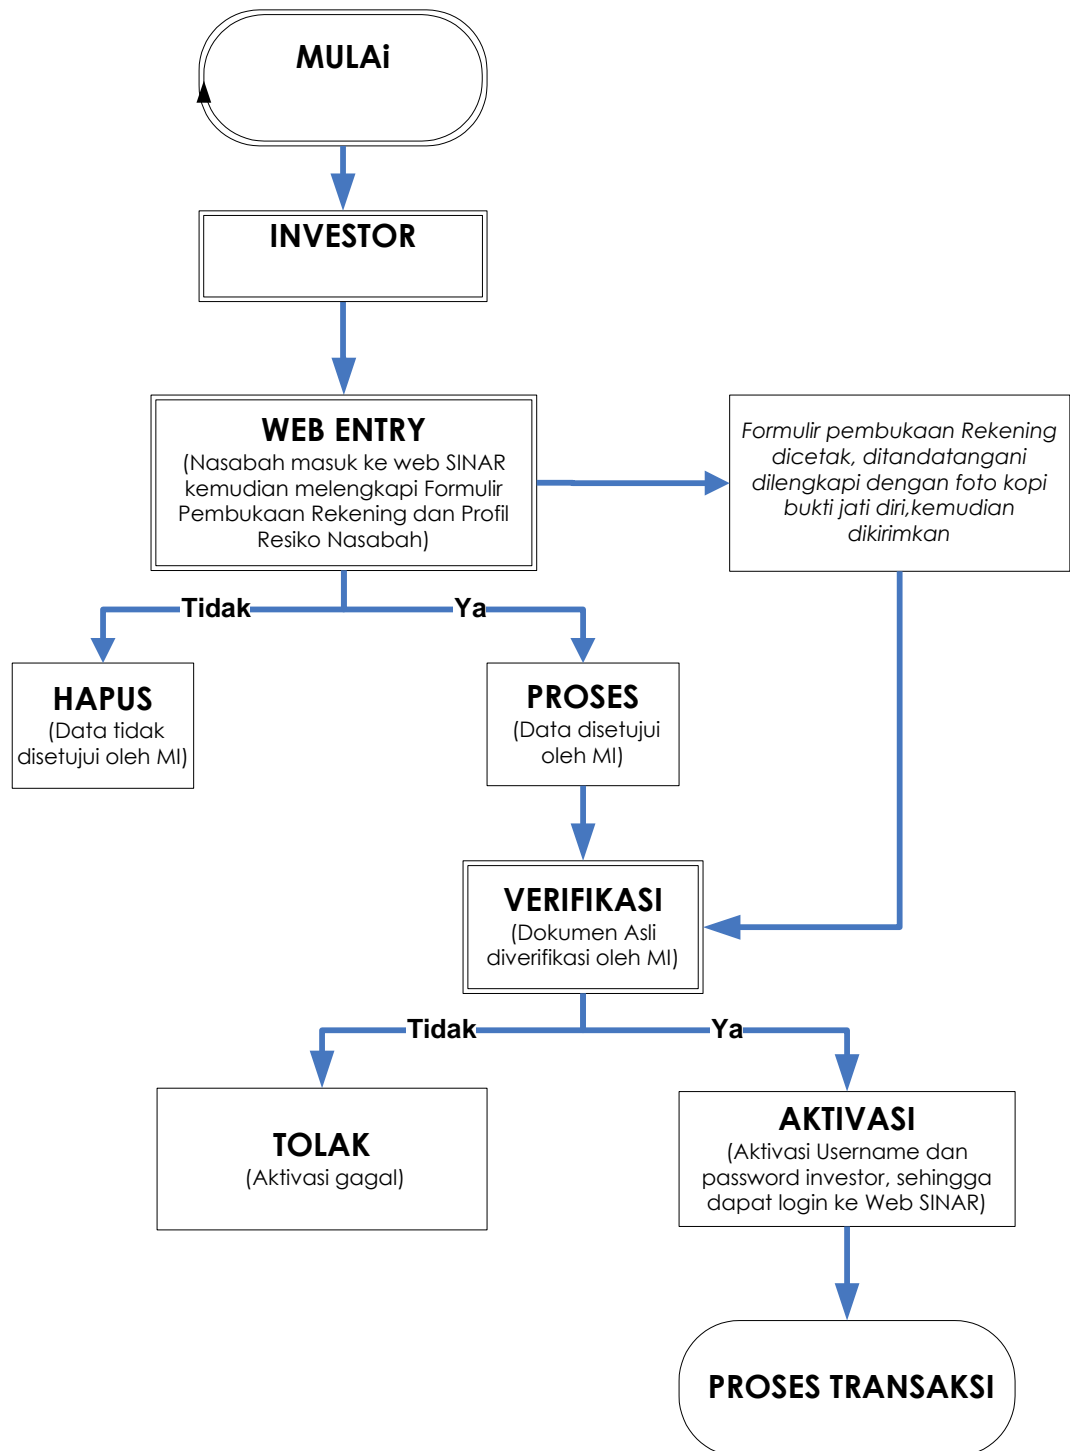 MULAi
INVESTOR
WEB ENTRY
(Nasabah masuk ke web SINAR
kemudian melengkapi Formulir
Pembukaan Rekening dan Profil
Resiko Nasabah)
Formulir pembukaan Rekening
dicetak, ditandatangani
dilengkapi dengan foto kopi
bukti jati diri,kemudian
dikirimkan
Tidak
Ya
HAPUS
(Data tidak
disetujui oleh MI)
PROSES
(Data disetujui
oleh MI)
VERIFIKASI
(Dokumen Asli
diverifikasi oleh MI)
Tidak
Ya
TOLAK
(Aktivasi gagal)
AKTIVASI
(Aktivasi Username dan
password investor, sehingga
dapat login ke Web SINAR)
PROSES TRANSAKSI